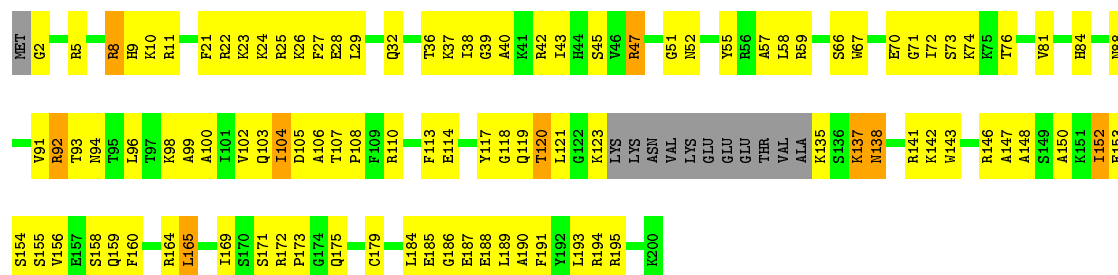 MET G2 R5 R8 H9 K10 R11 F21 R22 K23 K24 R25 K26 F27 E28 L29 Q32 T36 K37 I38 G39 A40 K41 R42 I43 H44 S45 V46 R47 G51 N52 Y55 R56 A57 L58 R59 S66 W67 E70 G71 I72 S73 K74 K75 T76 V81 H84
V91 R92 T93 N94 T95 L96 T97 K98 A99 A100 I101 V102 Q103 I104 D105 A106 T107 P108 F109 R110 F113 E114 Y117 G118 Q119 T120 L121 G122 K123 LYS LYS ASN VAL LYS GLU GLU GLU THR VAL ALA K135 S136 K137 N138 R141 K142 W143 R146 A147 A148 S149 A150 K151 I152
S154 S155 V156 E157 S158 Q159 F160 R164 L165 I169 S170 S171 R172 P173 G174 Q175 C179 L184 E185 G186 E187 E188 L189 A190 F191 Y192 L193 R194 R195 K200